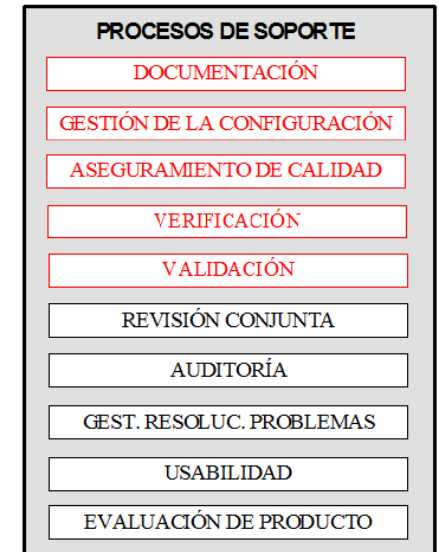 PROCESOS DE SOPORTE
DOCUMENTACIÓN
GESTIÓN DE LA CONFIGURACIÓN
ASEGURAMIENTO DE CALIDAD
VERIFICACIÓN
VALIDACIÓN
REVISIÓN CONJUNTA
AUDITORÍA
GEST. RESOLUC. PROBLEMAS
USABILIDAD
EVALUACIÓN DE PRODUCTO